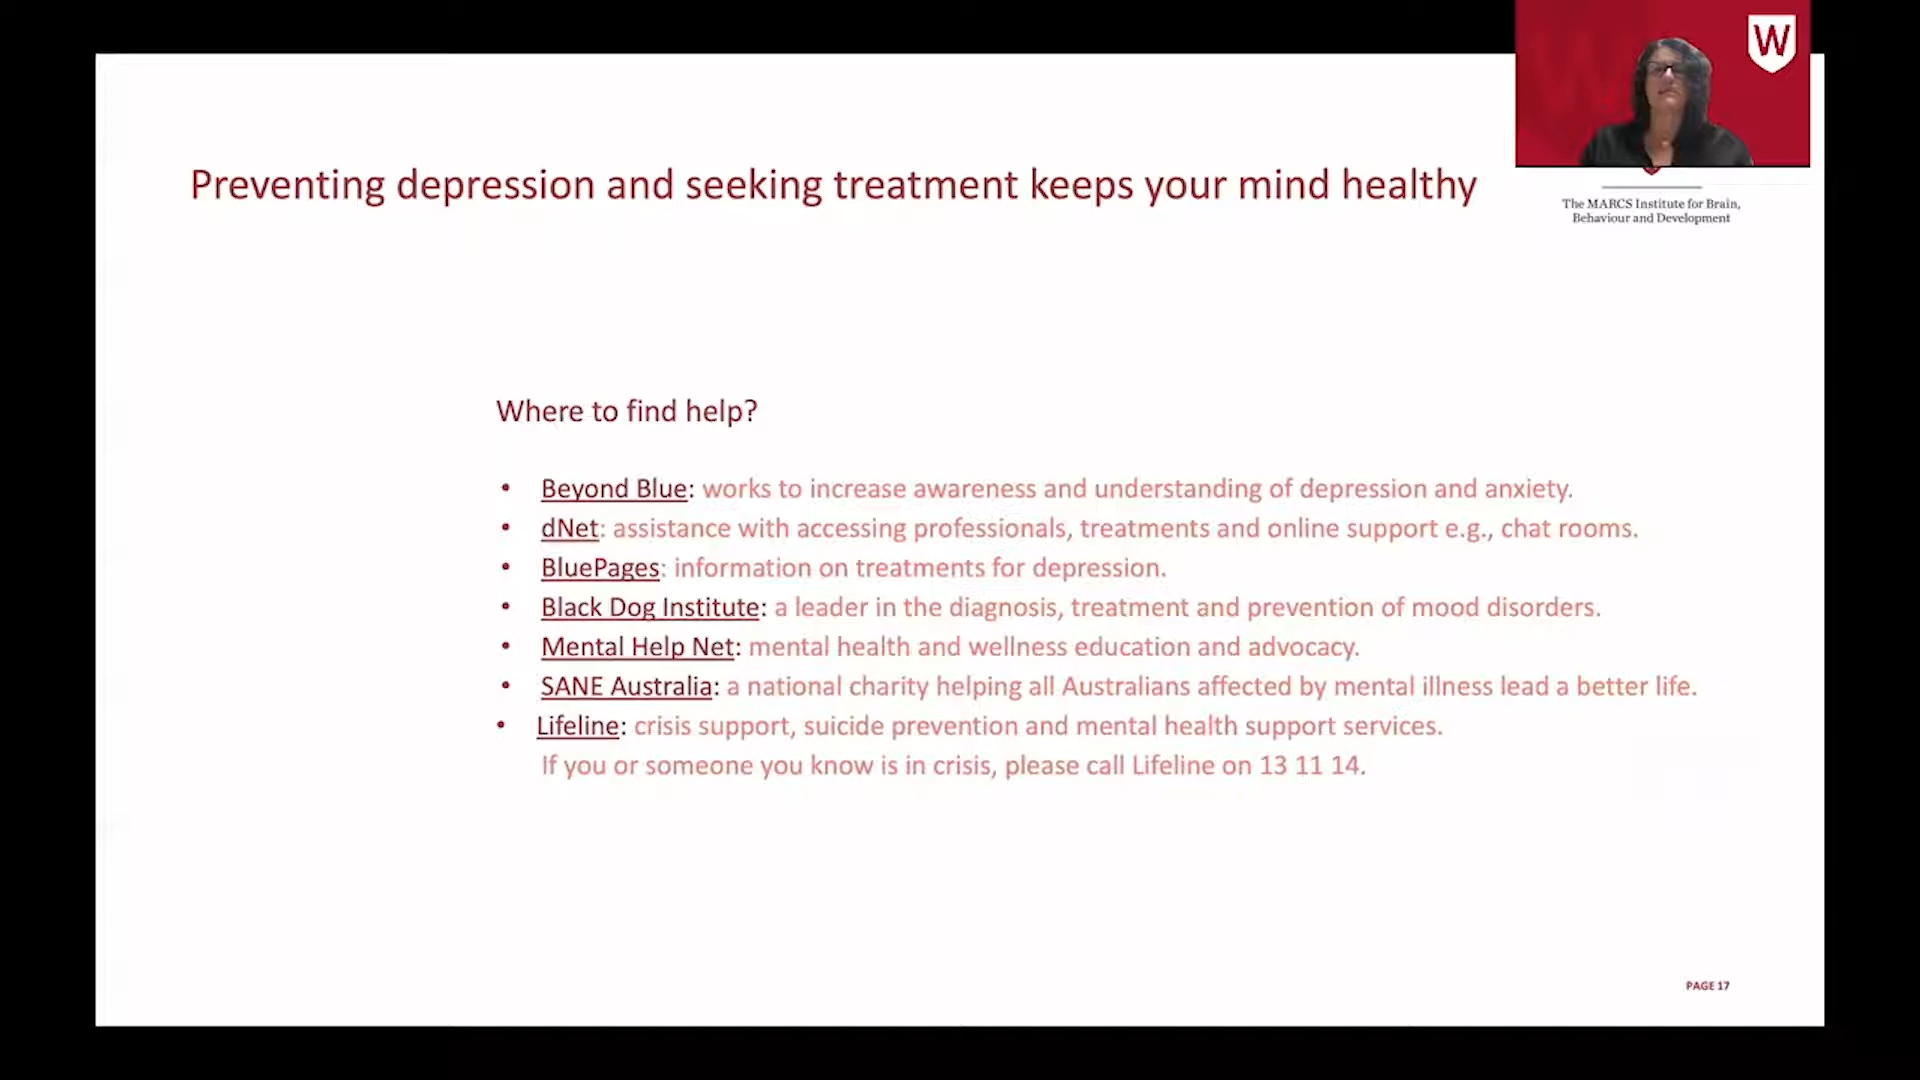 W
Preventing depression and seeking treatment keeps your mind healthy
The MARCS Institute for Brain,
Behaviour and Development
Where to find help?
• Beyond Blue: works to increase awareness and understanding of depression and anxiety.
• dNet: assistance with accessing professionals, treatments and online support e.g., chat rooms.
• BluePages: information on treatments for depression.
• Black Dog Institute: a leader in the diagnosis, treatment and prevention of mood disorders.
• Mental Help Net: mental health and wellness education and advocacy.
• SANE Australia: a national charity helping all Australians affected by mental illness lead a better life.
• Lifeline: crisis support, suicide prevention and mental health support services.
If you or someone you know is in crisis, please call Lifeline on 13 11 14.
PAGE 17